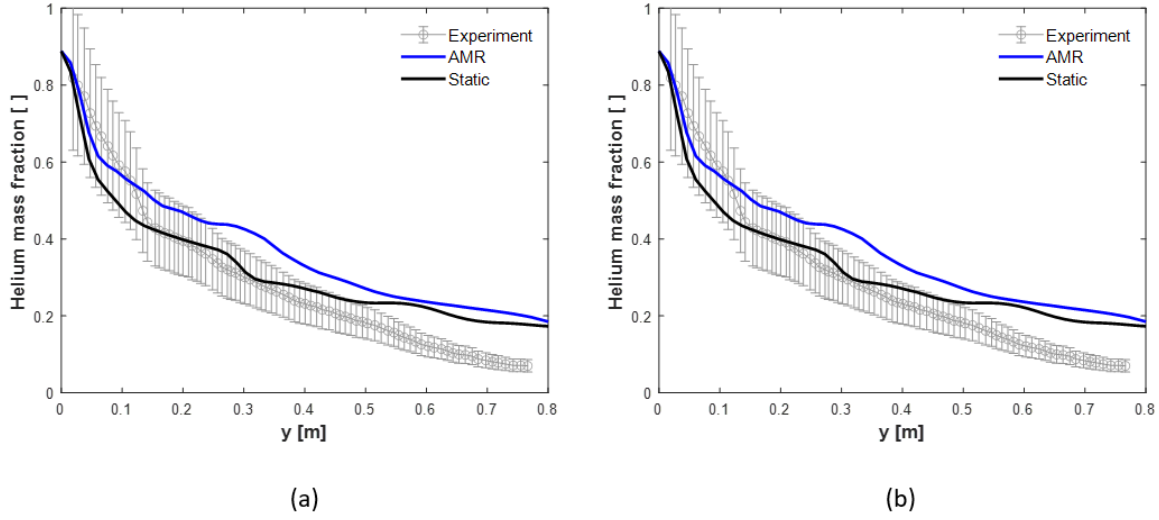 1
0.8
0.6
0.4
0.2
0
Helium mass fraction [ ]
Experiment
AMR
Static
0 0.1 0.2 0.3 0.4 0.5 0.6 0.7 0.8
y [m]
(a)
1
0.8
0.6
0.4
0.2
0
Helium mass fraction [ ]
Experiment
AMR
Static
0 0.1 0.2 0.3 0.4 0.5 0.6 0.7 0.8
y [m]
(b)